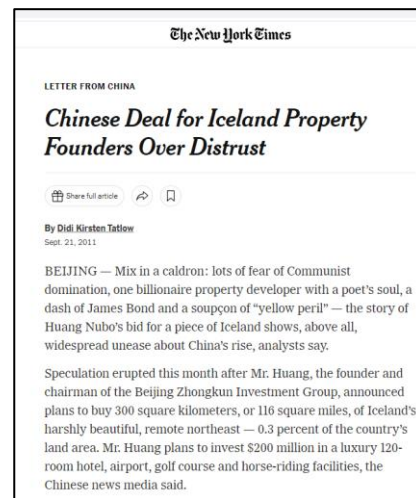 The New York Times
LETTER FROM CHINA
Chinese Deal for Iceland Property
Founders Over Distrust
Share full article
By Didi Kirsten Tatlow
Sept. 21, 2011
BEIJING — Mix in a caldron: lots of fear of Communist
domination, one billionaire property developer with a poet's soul, a
dash of James Bond and a soupçon of “yellow peril” — the story of
Huang Nubo's bid for a piece of Iceland shows, above all,
widespread unease about China's rise, analysts say.
Speculation erupted this month after Mr. Huang, the founder and
chairman of the Beijing Zhongkun Investment Group, announced
plans to buy 300 square kilometers, or 116 square miles, of Iceland's
harshly beautiful, remote northeast — 0.3 percent of the country's
land area. Mr. Huang plans to invest $200 million in a luxury 120-
room hotel, airport, golf course and horse-riding facilities, the
Chinese news media said.